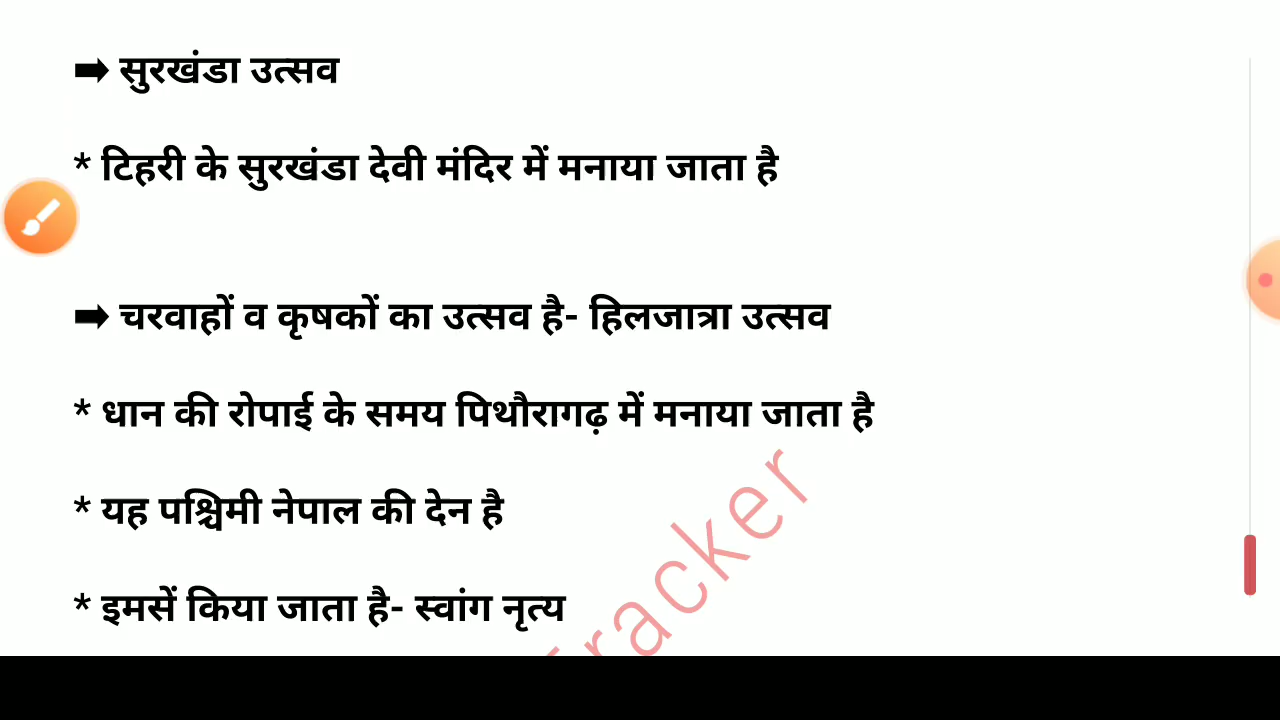 ➡ सुरखंडा उत्सव
* टिहरी के सुरखंडा देवी मंदिर में मनाया जाता है
➡ चरवाहों व कृषकों का उत्सव है- हिलजात्रा उत्सव
* धान की रोपाई के समय पिथौरागढ़ में मनाया जाता है
* यह पश्चिमी नेपाल की देन है
* इमसें किया जाता है- स्वांग नृत्य